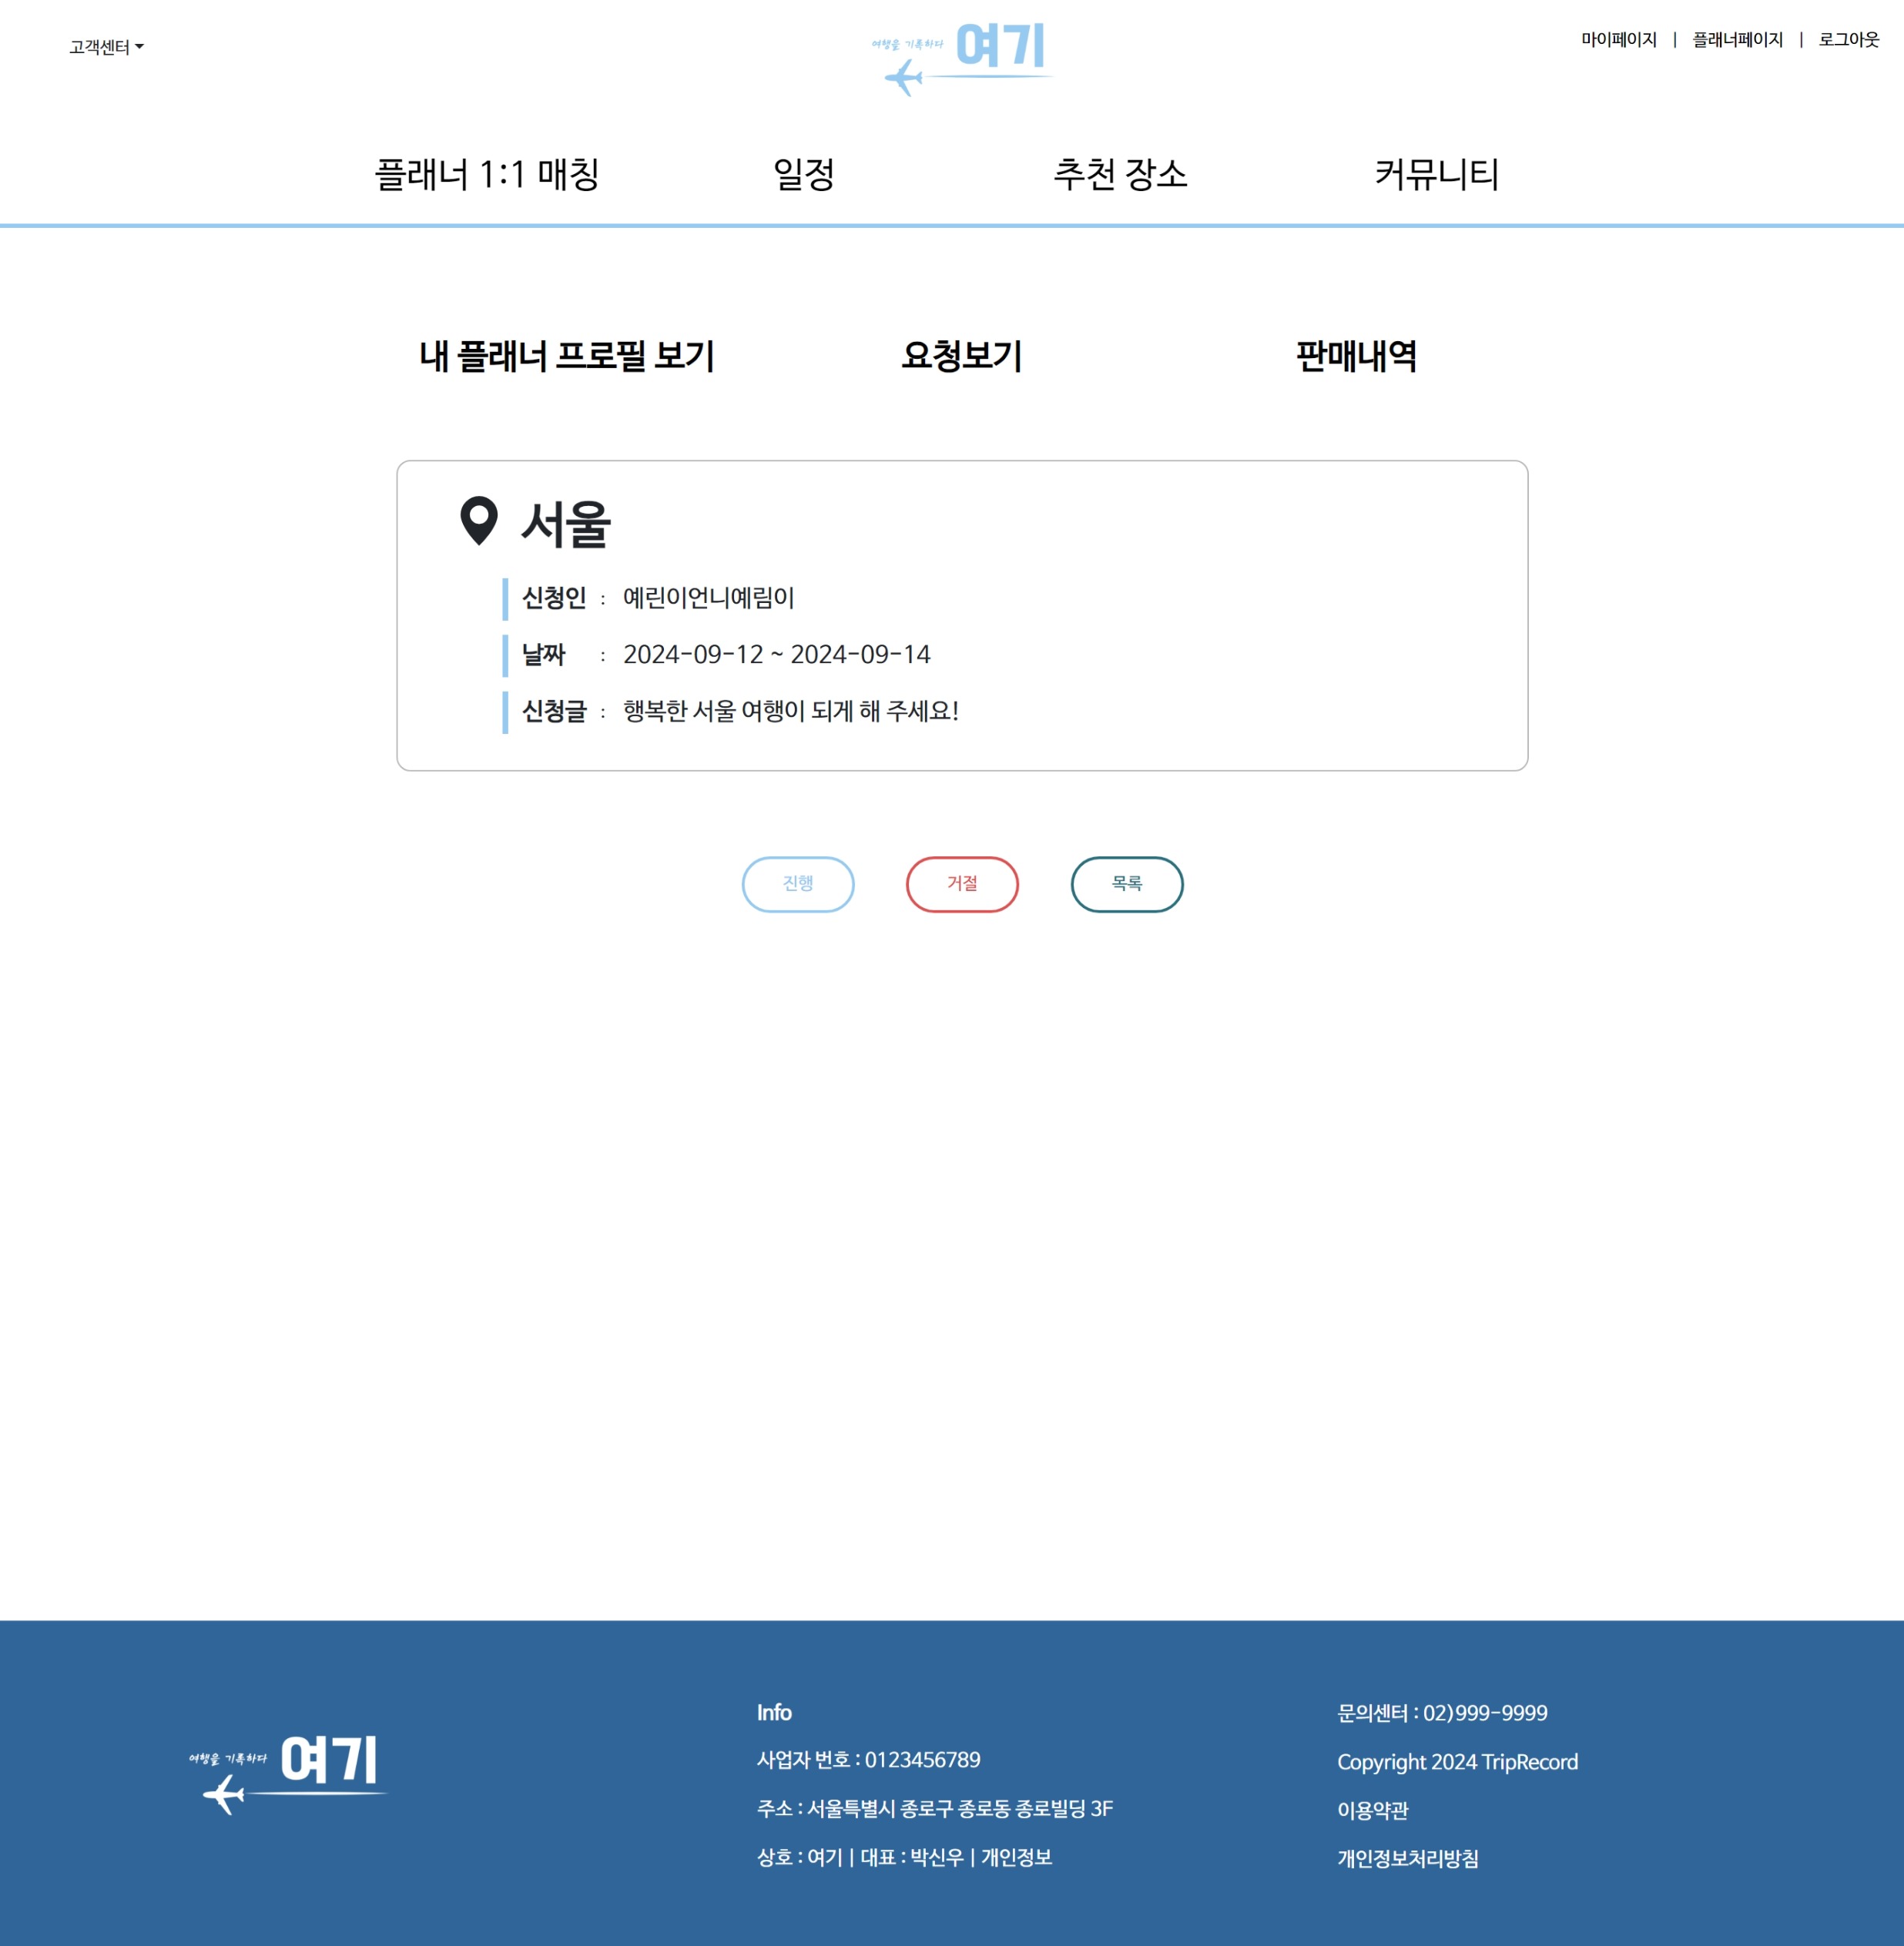 고객센터
여행을 기록하다 여기
마이페이지 | 플래너페이지 | 로그아웃
플래너 1:1 매칭 일정 추천 장소 커뮤니티
내 플래너 프로필 보기 요청보기 판매내역
서울
신청인 : 예린이언니예림이
날짜 : 2024-09-12 ~ 2024-09-14
신청글 : 행복한 서울 여행이 되게 해 주세요!
진행 거절 목록
여행을 기록하다 여기
Info
사업자 번호 : 0123456789
주소 : 서울특별시 종로구 종로동 종로빌딩 3F
상호 : 여기 | 대표 : 박신우 | 개인정보
문의센터 : 02)999-9999
Copyright 2024 TripRecord
이용약관
개인정보처리방침